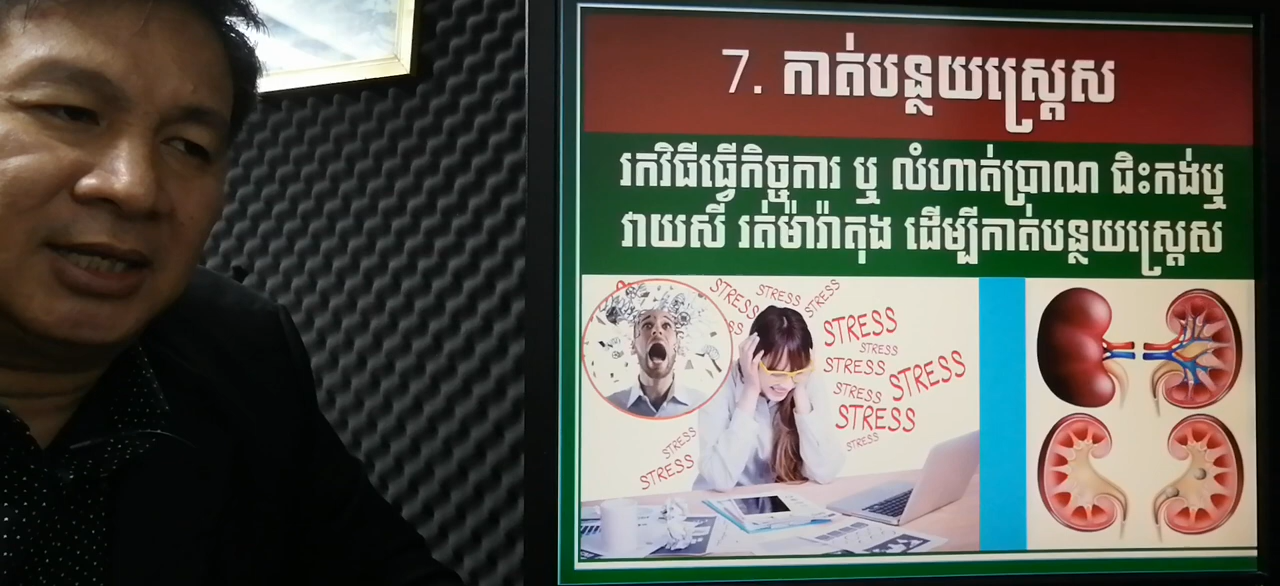 7. កាត់បន្ថយស្ត្រេស
រកវិធីធ្វើកិច្ចការ ឬ លំហាត់ប្រាណ ជិះកង់ឬ
វាយសី រត់ម៉ារ៉ាតុង ដើម្បីកាត់បន្ថយស្ត្រេស
STRESS
STRESS
STRESS
SS
STRESS
STRESS
STRESS
STRESS
STRESS
STRESS
STRESS
STRESS
STRESS